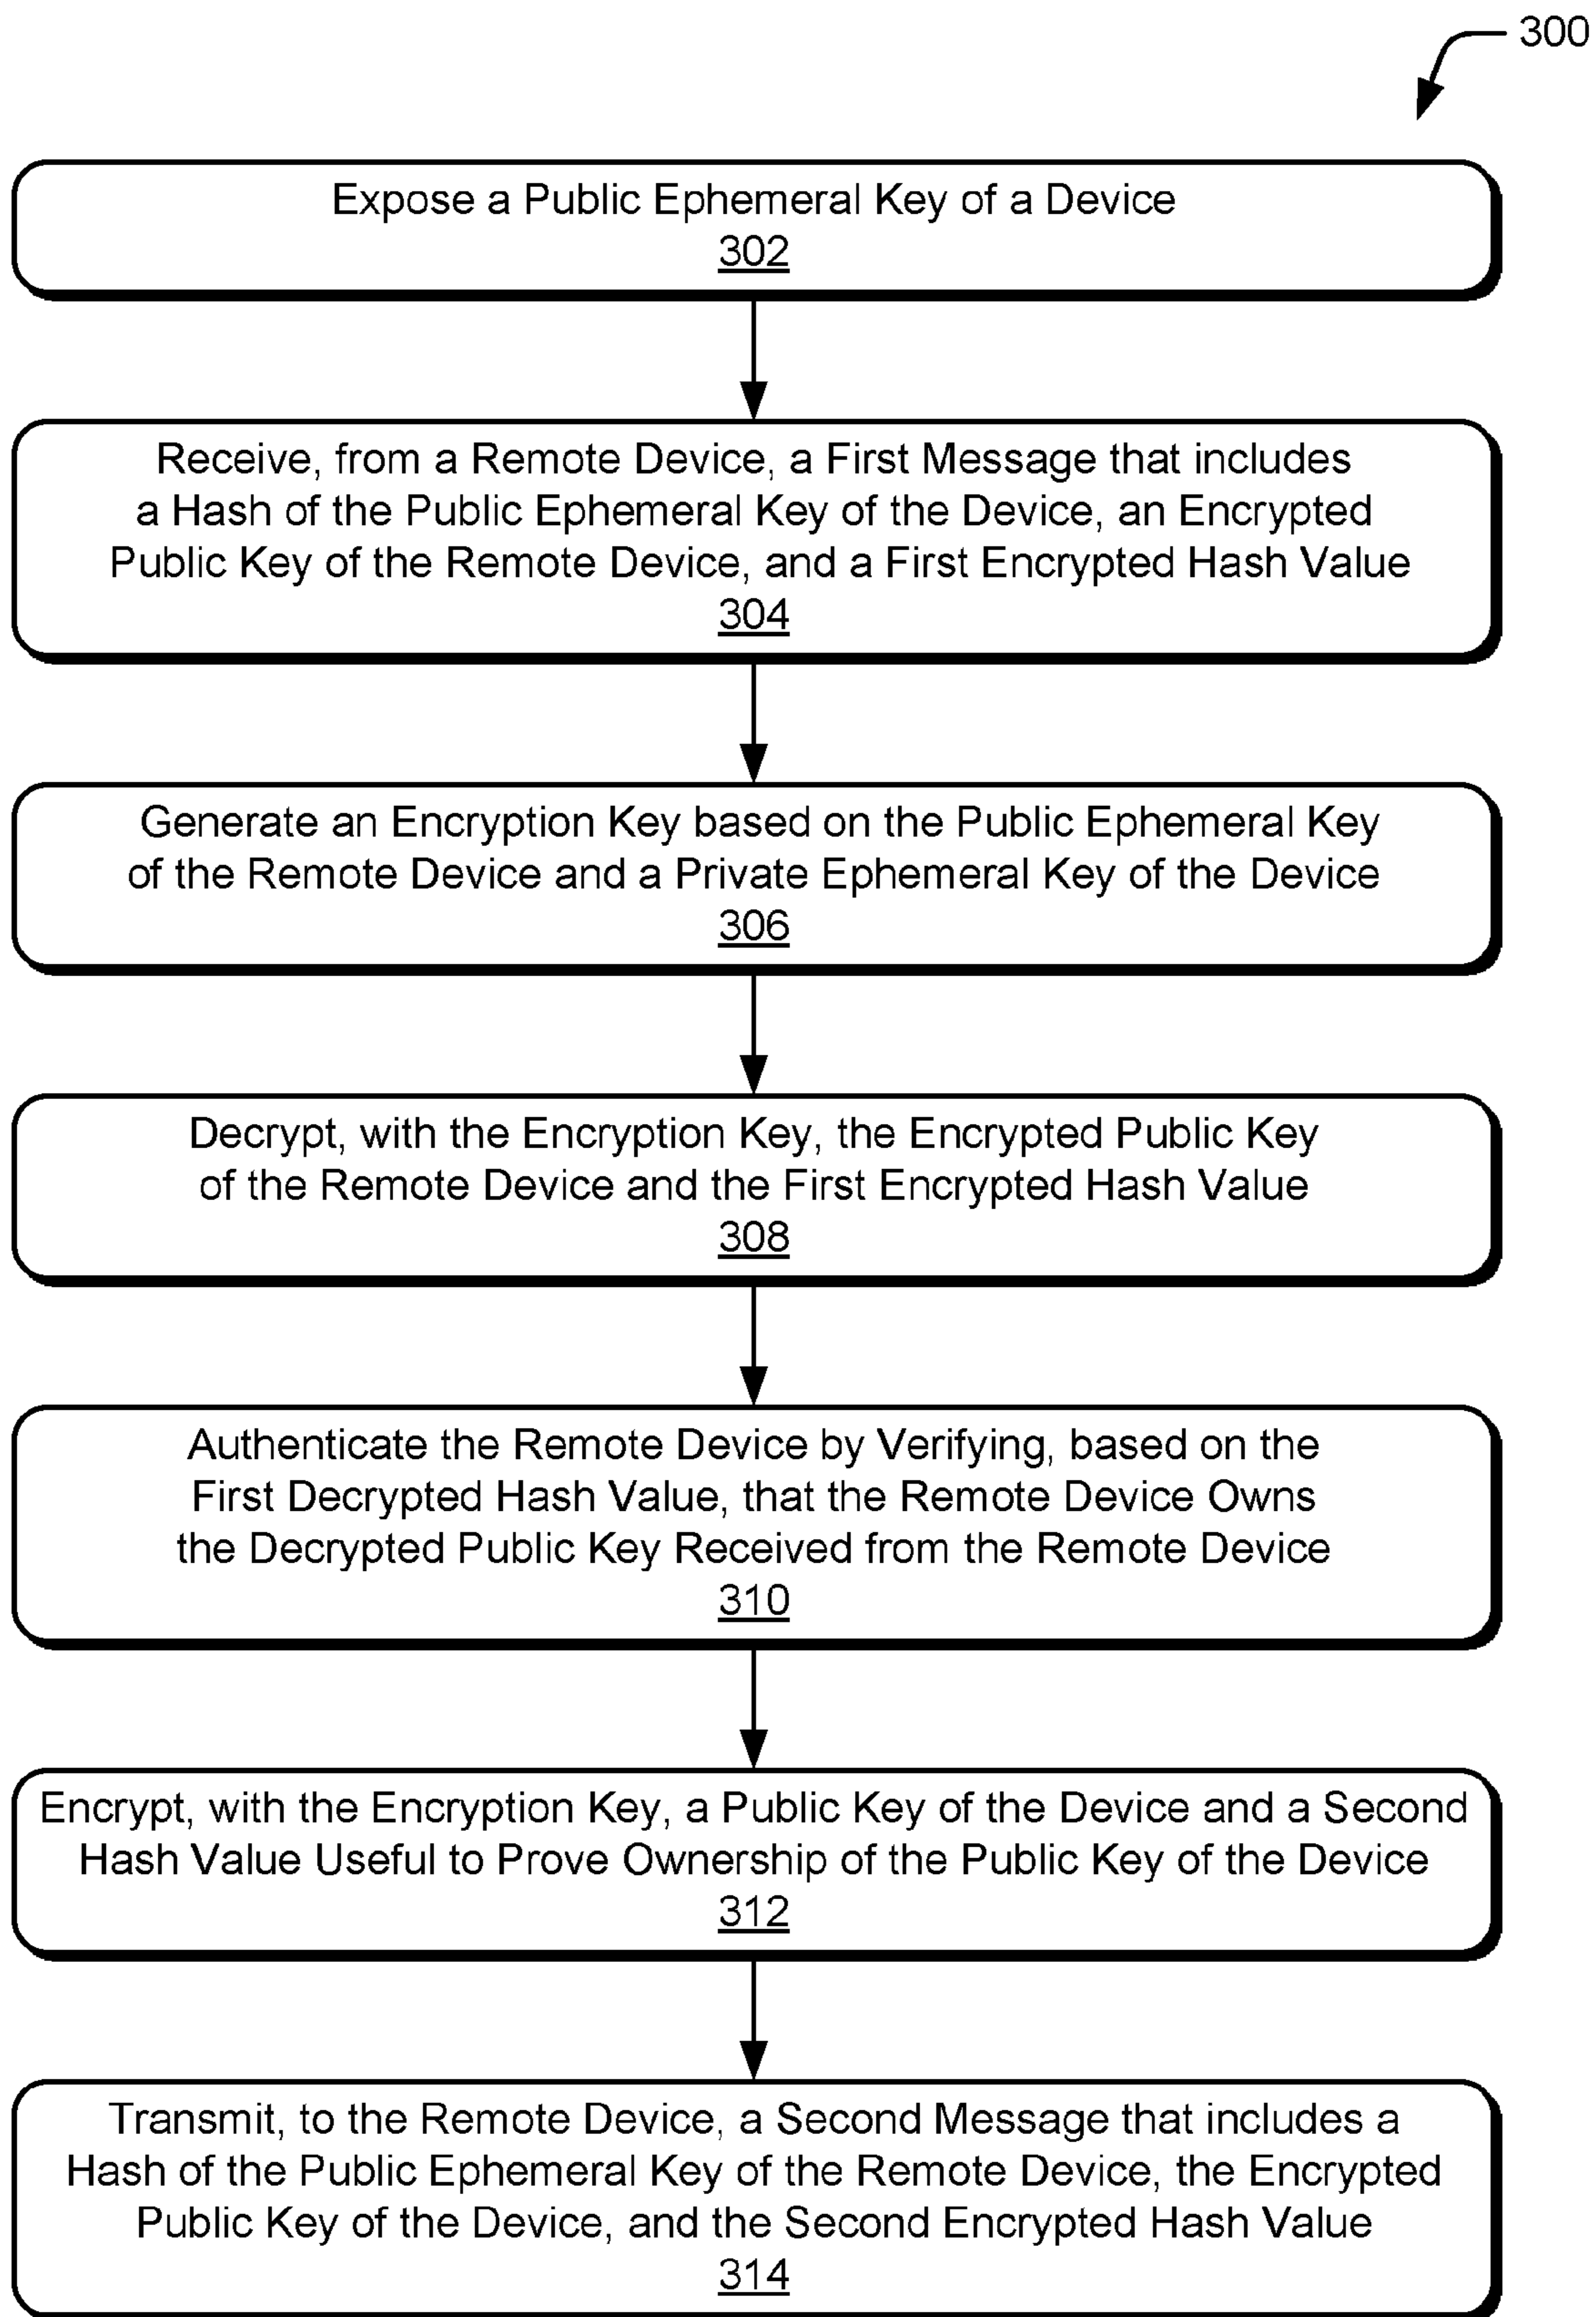 300
Expose a Public Ephemeral Key of a Device
302
Receive, from a Remote Device, a First Message that includes
a Hash of the Public Ephemeral Key of the Device, an Encrypted
Public Key of the Remote Device, and a First Encrypted Hash Value
304
Generate an Encryption Key based on the Public Ephemeral Key
of the Remote Device and a Private Ephemeral Key of the Device
306
Decrypt, with the Encryption Key, the Encrypted Public Key
of the Remote Device and the First Encrypted Hash Value
308
Authenticate the Remote Device by Verifying, based on the
First Decrypted Hash Value, that the Remote Device Owns
the Decrypted Public Key Received from the Remote Device
310
Encrypt, with the Encryption Key, a Public Key of the Device and a Second
Hash Value Useful to Prove Ownership of the Public Key of the Device
312
Transmit, to the Remote Device, a Second Message that includes a
Hash of the Public Ephemeral Key of the Remote Device, the Encrypted
Public Key of the Device, and the Second Encrypted Hash Value
314